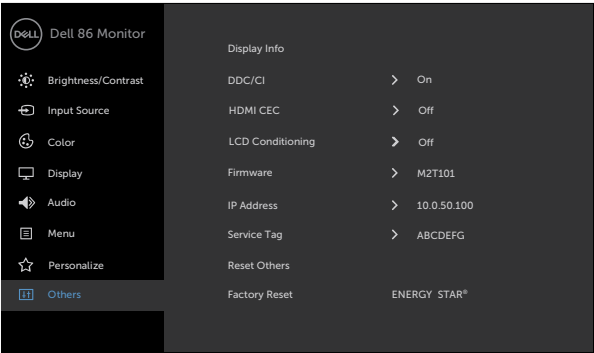 DELL Dell 86 Monitor
Display Info
Brightness/Contrast DDC/CI > On
Input Source HDMI CEC > Off
Color LCD Conditioning > Off
Display Firmware > M2T101
Audio IP Address > 10.0.50.100
Menu Service Tag > ABCDEFG
Personalize Reset Others
Others Factory Reset ENERGY STAR®